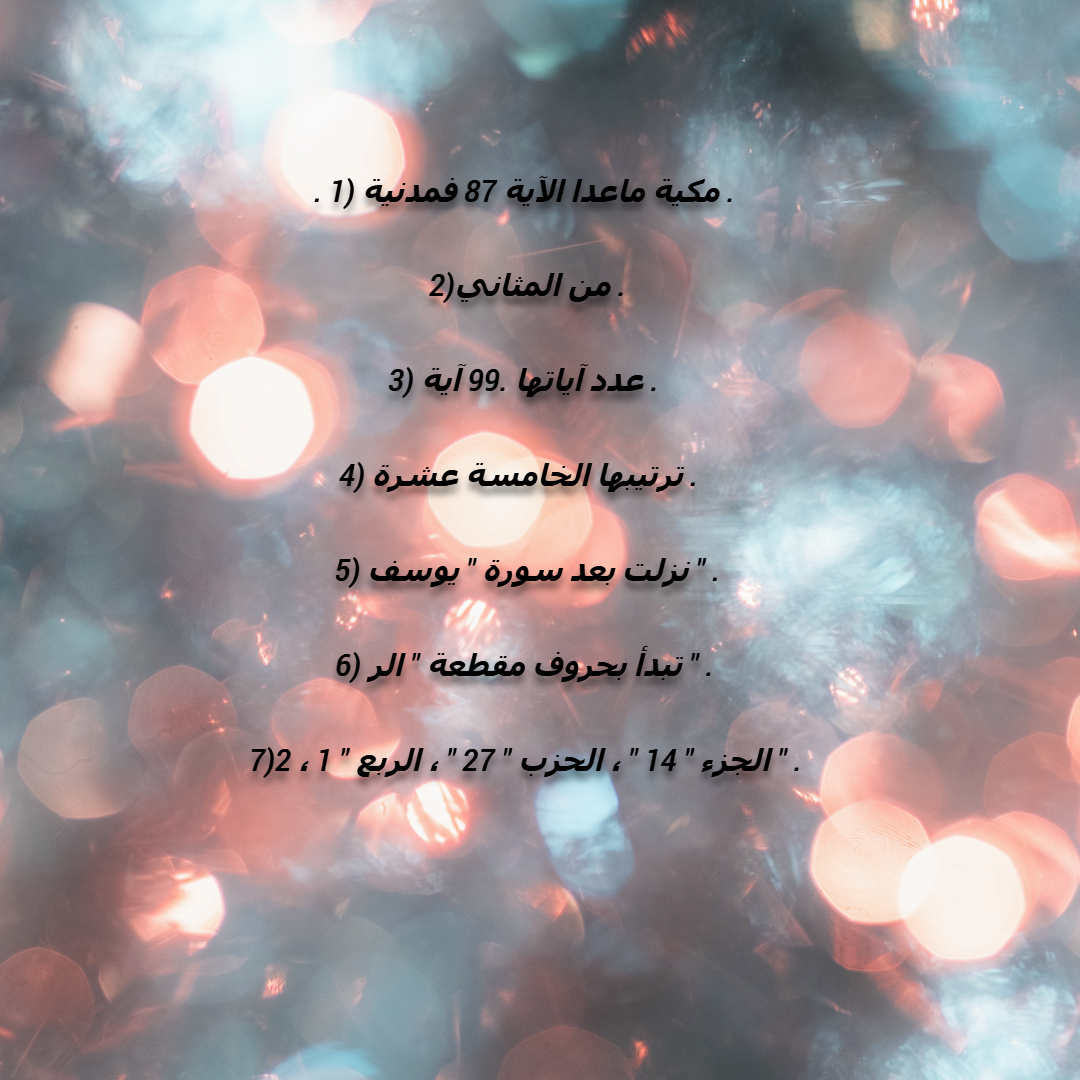 1) مكية ماعدا الآية 87 فمدنية .
2) من المثاني .
3) عدد آياتها .99 آية .
4) ترتيبها الخامسة عشرة .
5) نزلت بعد سورة " يوسف " .
6) تبدأ بحروف مقطعة " الر " .
7) الجزء " 14 " ، الحزب " 27 " ، الربع " 1 ، 2 " .